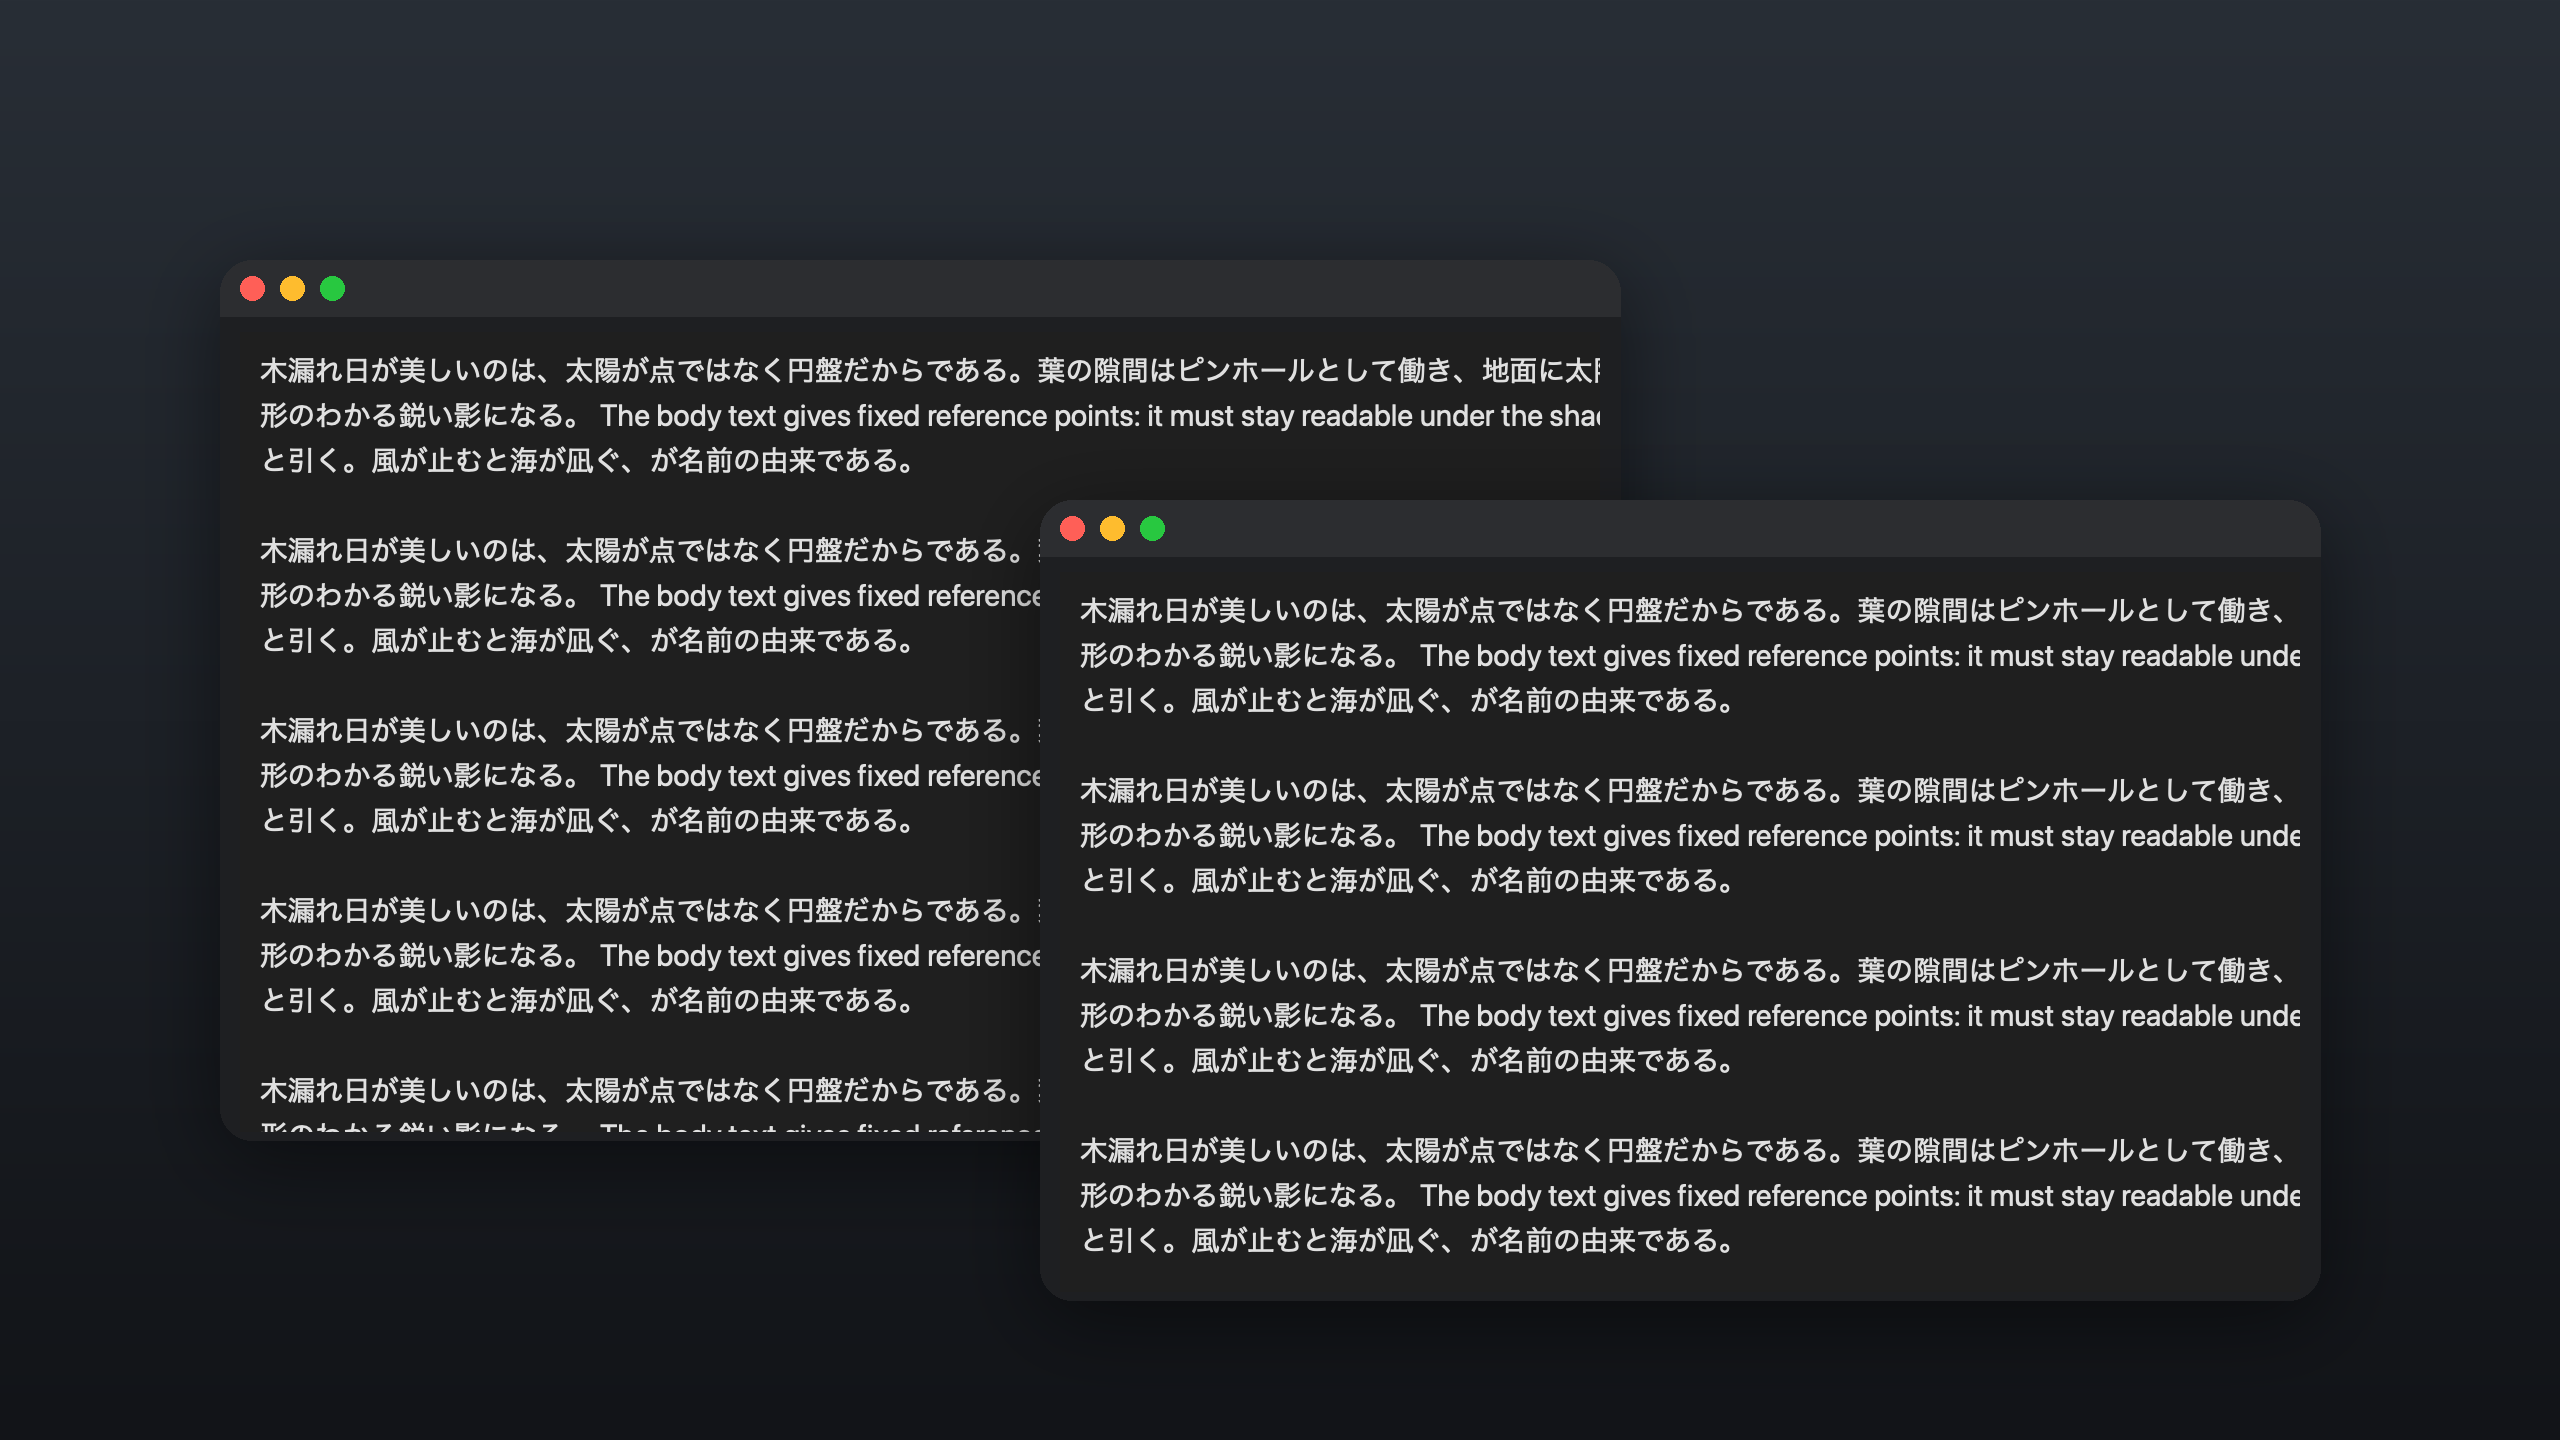 木漏れ日が美しいのは、太陽が点ではなく円盤だからである。葉の隙間はピンホールとして働き、地面に太
形のわかる鋭い影になる。 The body text gives fixed reference points: it must stay readable under the
と引く。風が止むと海が凪ぐ、が名前の由来である。
木漏れ日が美しいのは、太陽が点ではなく円盤だからである。
形のわかる鋭い影になる。 The body text gives fixed reference
と引く。風が止むと海が凪ぐ、が名前の由来である。
木漏れ日が美しいのは、太陽が点ではなく円盤だからである。
形のわかる鋭い影になる。 The body text gives fixed reference
と引く。風が止むと海が凪ぐ、が名前の由来である。
木漏れ日が美しいのは、太陽が点ではなく円盤だからである。
形のわかる鋭い影になる。 The body text gives fixed reference
と引く。風が止むと海が凪ぐ、が名前の由来である。
木漏れ日が美しいのは、太陽が点ではなく円盤だからである。
木漏れ日が美しいのは、太陽が点ではなく円盤だからである。葉の隙間はピンホールとして働き、
形のわかる鋭い影になる。 The body text gives fixed reference points: it must stay readable unde
と引く。風が止むと海が凪ぐ、が名前の由来である。
木漏れ日が美しいのは、太陽が点ではなく円盤だからである。葉の隙間はピンホールとして働き、
形のわかる鋭い影になる。 The body text gives fixed reference points: it must stay readable unde
と引く。風が止むと海が凪ぐ、が名前の由来である。
木漏れ日が美しいのは、太陽が点ではなく円盤だからである。葉の隙間はピンホールとして働き、
形のわかる鋭い影になる。 The body text gives fixed reference points: it must stay readable unde
と引く。風が止むと海が凪ぐ、が名前の由来である。
木漏れ日が美しいのは、太陽が点ではなく円盤だからである。葉の隙間はピンホールとして働き、
形のわかる鋭い影になる。 The body text gives fixed reference points: it must stay readable unde
と引く。風が止むと海が凪ぐ、が名前の由来である。